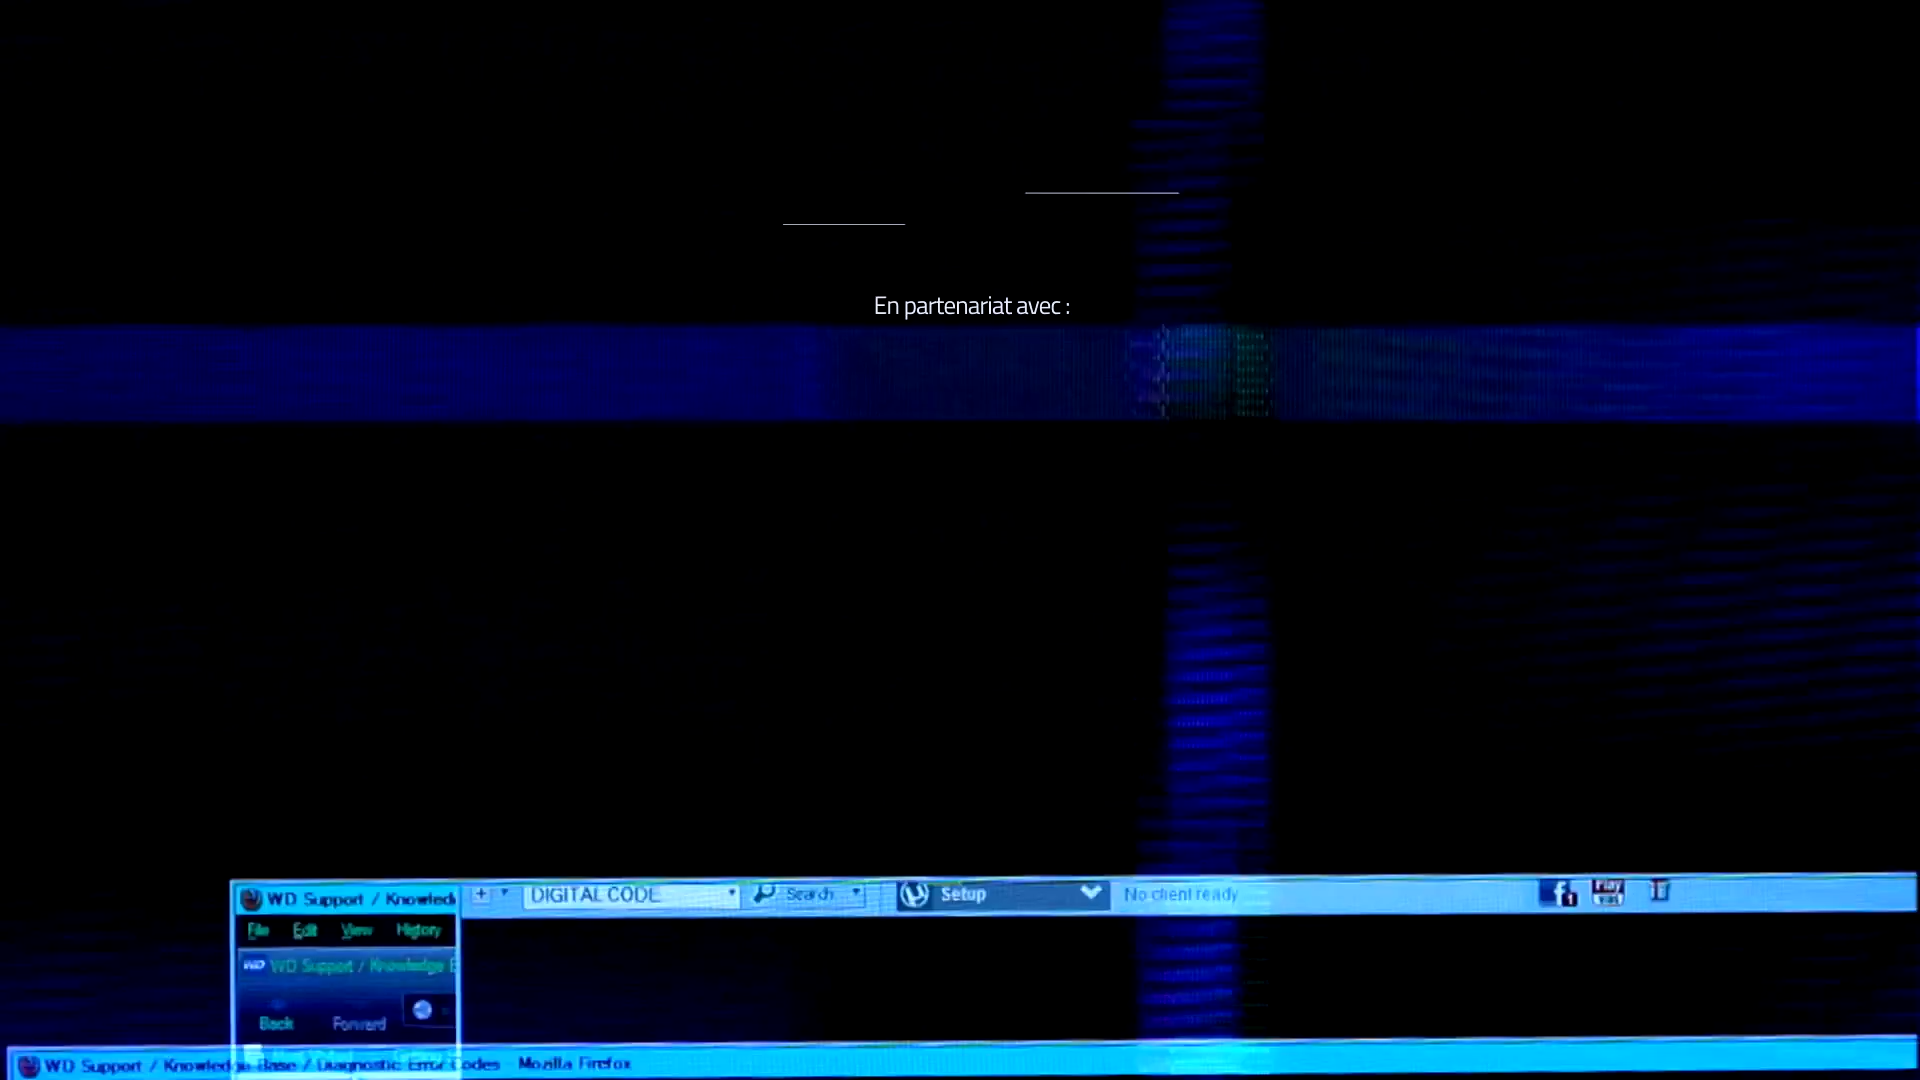 En partenariat avec :
WD Support / Knowled
DIGITAL CODE
Search
Setup
No client ready
File Edit View History
WD Support / Knowledge B
Back Forward
WD Support / Knowledge Base / Diagnostic Error Codes - Mozilla Firefox